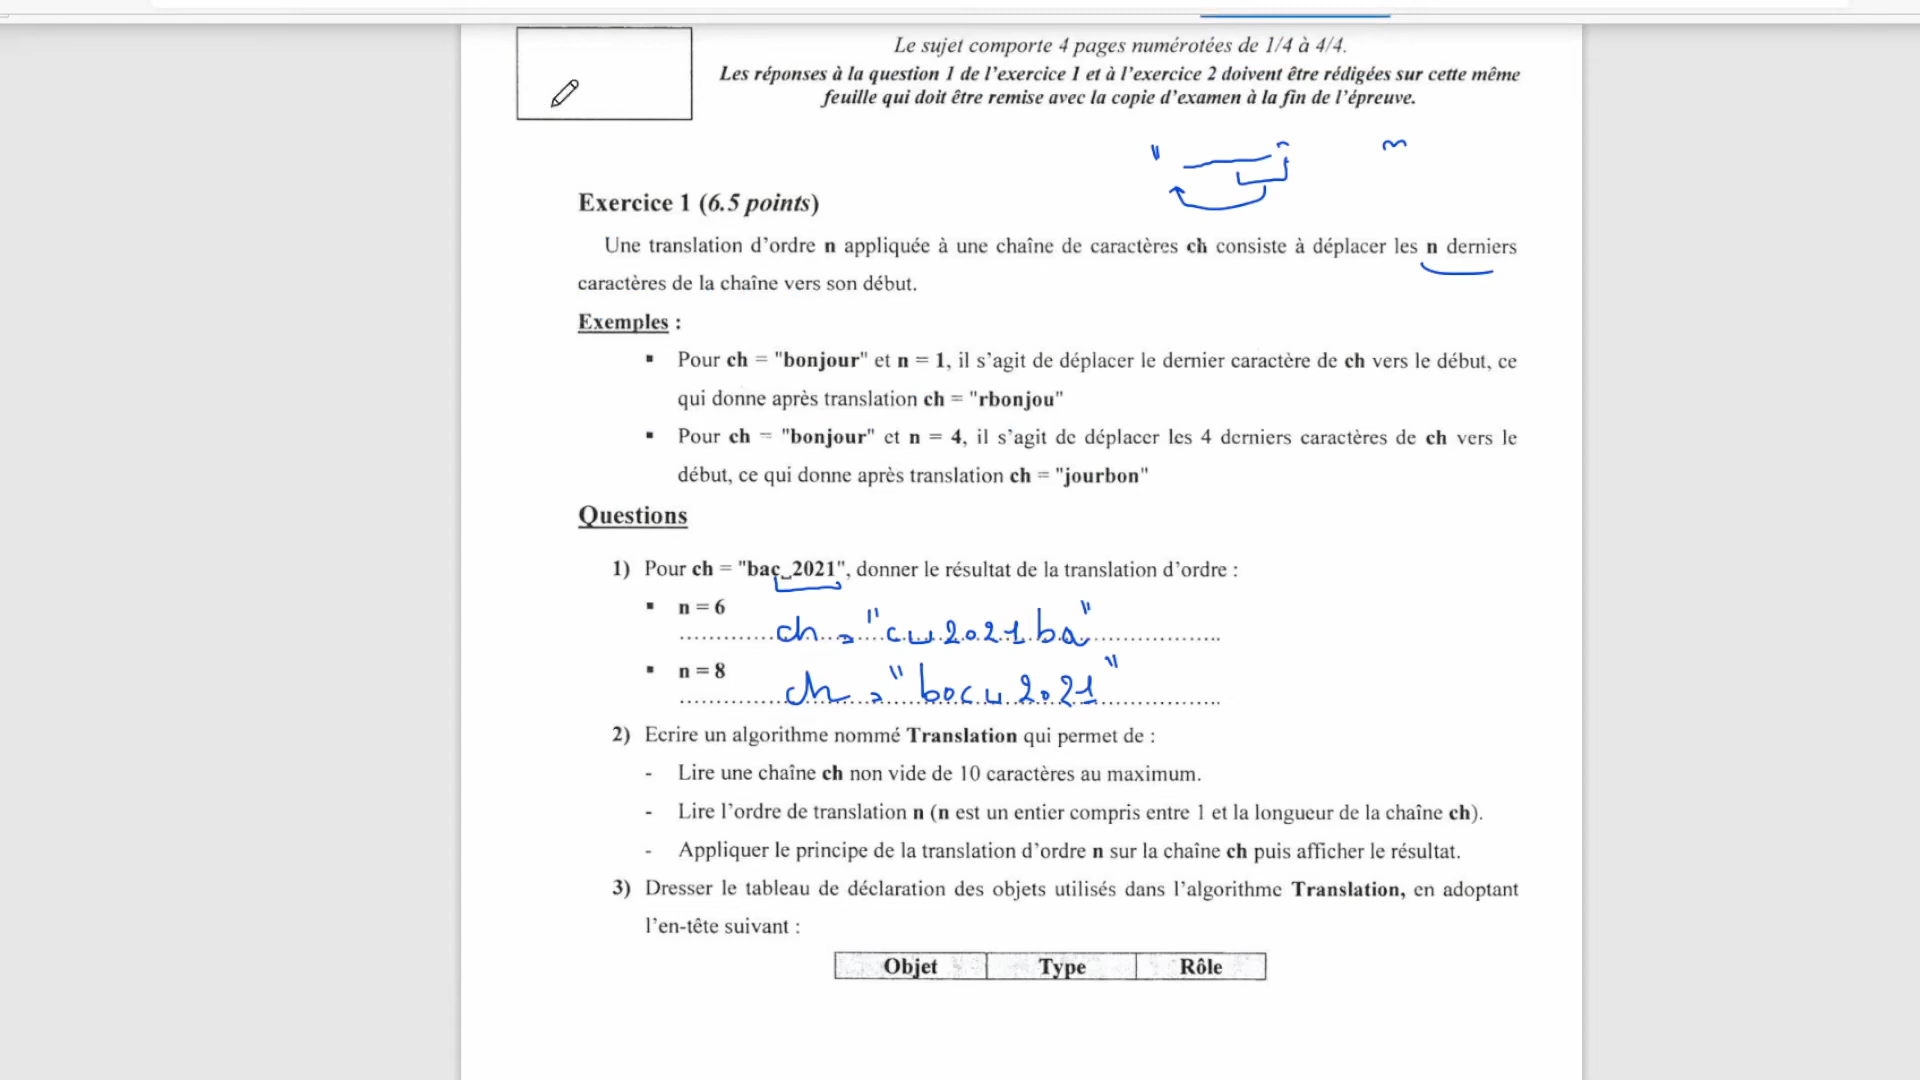 Le sujet comporte 4 pages numérotées de 1/4 à 4/4.
Les réponses à la question 1 de l'exercice 1 et à l'exercice 2 doivent être rédigées sur cette même
feuille qui doit être remise avec la copie d'examen à la fin de l'épreuve.
n
Exercice 1 (6.5 points)
Une translation d'ordre n appliquée à une chaîne de caractères ch consiste à déplacer les n derniers
caractères de la chaîne vers son début.
Exemples :
▪ Pour ch = "bonjour" et n = 1, il s'agit de déplacer le dernier caractère de ch vers le début, ce
qui donne après translation ch = "rbonjou"
▪ Pour ch = "bonjour" et n = 4, il s'agit de déplacer les 4 derniers caractères de ch vers le
début, ce qui donne après translation ch = "jourbon"
Questions
1) Pour ch = "bac_2021", donner le résultat de la translation d'ordre :
▪ n = 6
ch = "c␣2021ba"
▪ n = 8
ch = "bac␣2021"
2) Ecrire un algorithme nommé Translation qui permet de :
- Lire une chaîne ch non vide de 10 caractères au maximum.
- Lire l'ordre de translation n (n est un entier compris entre 1 et la longueur de la chaîne ch).
- Appliquer le principe de la translation d'ordre n sur la chaîne ch puis afficher le résultat.
3) Dresser le tableau de déclaration des objets utilisés dans l'algorithme Translation, en adoptant
l'en-tête suivant :
Objet Type Rôle